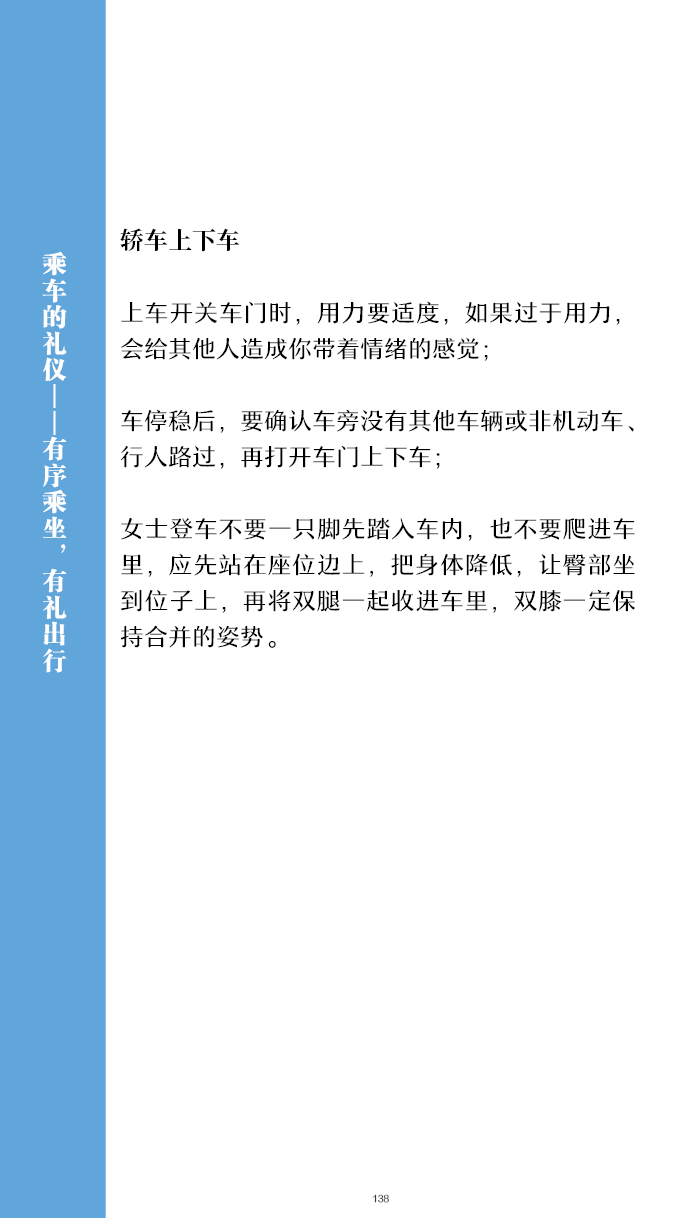 乘车的礼仪——有序乘坐，有礼出行
轿车上下车
上车开关车门时，用力要适度，如果过于用力，
会给其他人造成你带着情绪的感觉；
车停稳后，要确认车旁没有其他车辆或非机动车、
行人路过，再打开车门上下车；
女士登车不要一只脚先踏入车内，也不要爬进车
里，应先站在座位边上，把身体降低，让臀部坐
到位子上，再将双腿一起收进车里，双膝一定保
持合并的姿势。
138